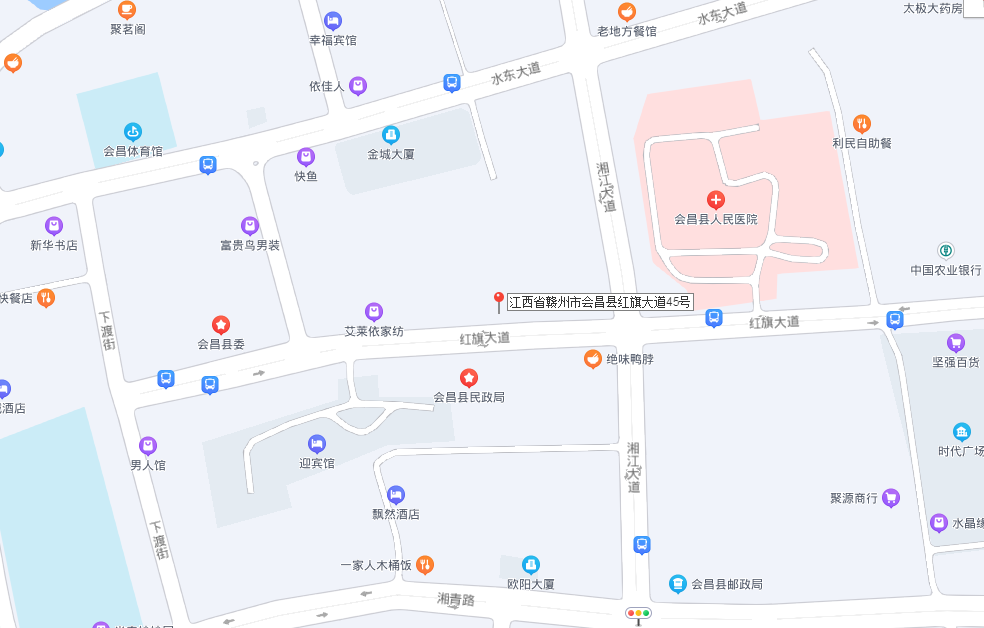 太极大药房
聚茗阁
幸福宾馆
老地方餐馆
水东大道
水东大道
依佳人
会昌体育馆
金城大厦
快鱼
利民自助餐
湘江大道
会昌县人民医院
新华书店
富贵鸟男装
中国农业银行
快餐店
江西省赣州市会昌县红旗大道45号
艾莱依家纺
下渡街
会昌县委
红旗大道
红旗大道
绝味鸭脖
坚强百货
会昌县民政局
酒店
男人馆
迎宾馆
湘江大道
时代广场
聚源商行
飘然酒店
水晶缘
下渡街
一家人木桶饭
欧阳大厦
会昌县邮政局
湘青路